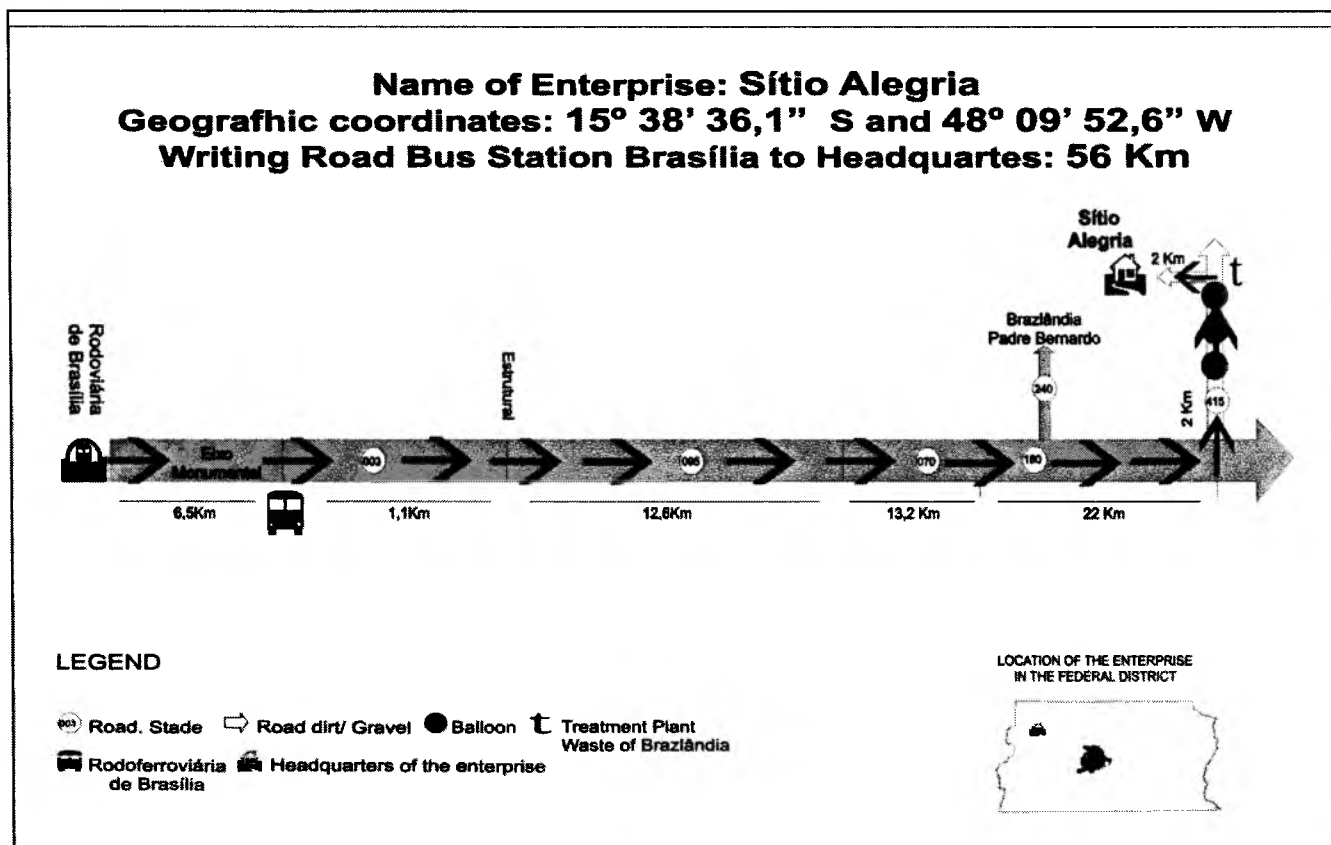 Name of Enterprise: Sítio Alegria
Geografhic coordinates: 15º 38' 36,1" S and 48º 09' 52,6" W
Writing Road Bus Station Brasília to Headquartes: 56 Km
Sítio
Alegria
2 Km
t
Brazlândia
Padre Bernardo
240
2 Km
415
Rodoviária
de Brasília
Estrutural
Eixo
Monumental
003
095
070
180
6,5Km
1,1Km
12,6Km
13,2 Km
22 Km
LEGEND
003 Road. Stade
Road dirt/ Gravel
Balloon
t Treatment Plant
Waste of Brazlândia
Rodoferroviária
de Brasília
Headquarters of the enterprise
LOCATION OF THE ENTERPRISE
IN THE FEDERAL DISTRICT